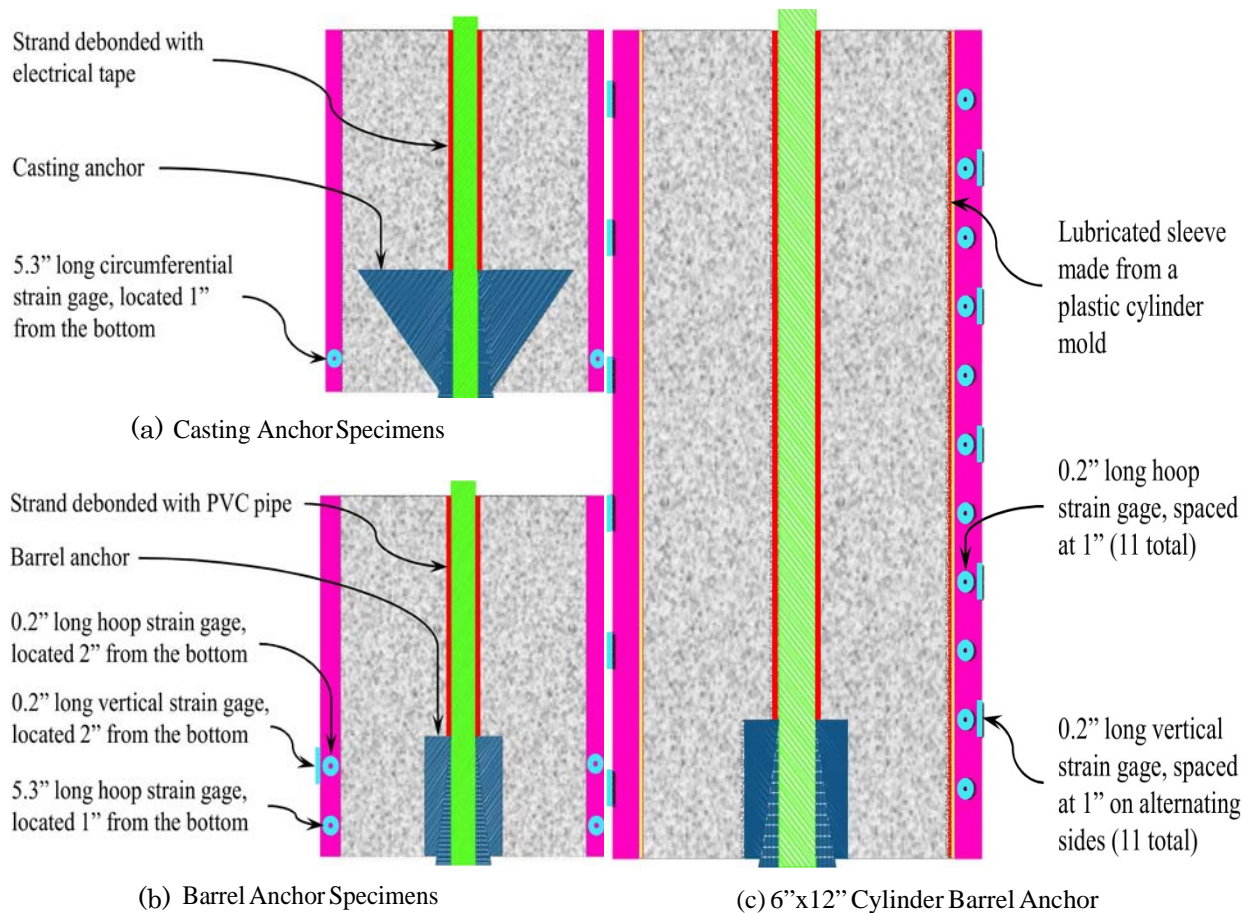 Strand debonded with
electrical tape
Casting anchor
5.3” long circumferential
strain gage, located 1”
from the bottom
(a) Casting Anchor Specimens
Strand debonded with PVC pipe
Barrel anchor
0.2” long hoop strain gage,
located 2” from the bottom
0.2” long vertical strain gage,
located 2” from the bottom
5.3” long hoop strain gage,
located 1” from the bottom
(b) Barrel Anchor Specimens
Lubricated sleeve
made from a
plastic cylinder
mold
0.2” long hoop
strain gage, spaced
at 1” (11 total)
0.2” long vertical
strain gage, spaced
at 1” on alternating
sides (11 total)
(c) 6”x12” Cylinder Barrel Anchor